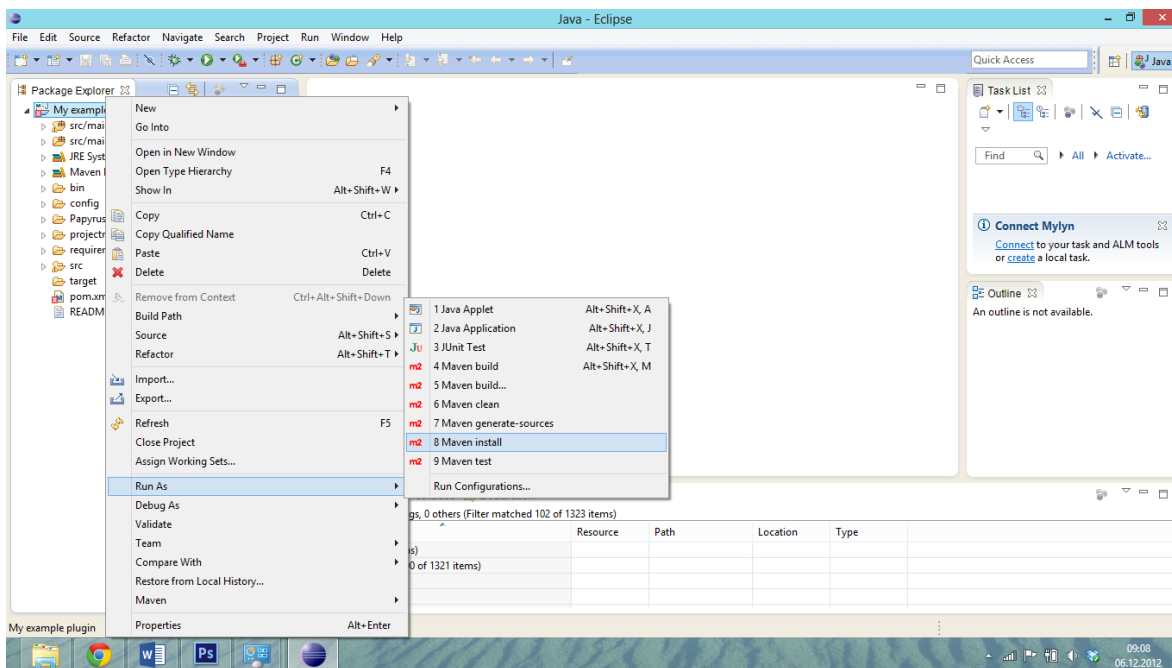 Java - Eclipse
File Edit Source Refactor Navigate Search Project Run Window Help
Quick Access
Java
Package Explorer
My example
src/mai
src/mai
JRE Syst
Maven
bin
config
Papyrus
projectr
requirer
src
target
pom.xm
READM
New
Go Into
Open in New Window
Open Type Hierarchy F4
Show In Alt+Shift+W
Copy Ctrl+C
Copy Qualified Name
Paste Ctrl+V
Delete Delete
Remove from Context Ctrl+Alt+Shift+Down
Build Path
Source Alt+Shift+S
Refactor Alt+Shift+T
Import...
Export...
Refresh F5
Close Project
Assign Working Sets...
Run As
Debug As
Validate
Team
Compare With
Restore from Local History...
Maven
Properties Alt+Enter
1 Java Applet Alt+Shift+X, A
2 Java Application Alt+Shift+X, J
Ju 3 JUnit Test Alt+Shift+X, T
m2 4 Maven build Alt+Shift+X, M
m2 5 Maven build...
m2 6 Maven clean
m2 7 Maven generate-sources
m2 8 Maven install
m2 9 Maven test
Run Configurations...
Task List
Find All Activate...
Connect Mylyn
Connect to your task and ALM tools
or create a local task.
Outline
An outline is not available.
gs, 0 others (Filter matched 102 of 1323 items)
Resource Path Location Type
s)
0 of 1321 items)
My example plugin
Ps
09:08
06.12.2012